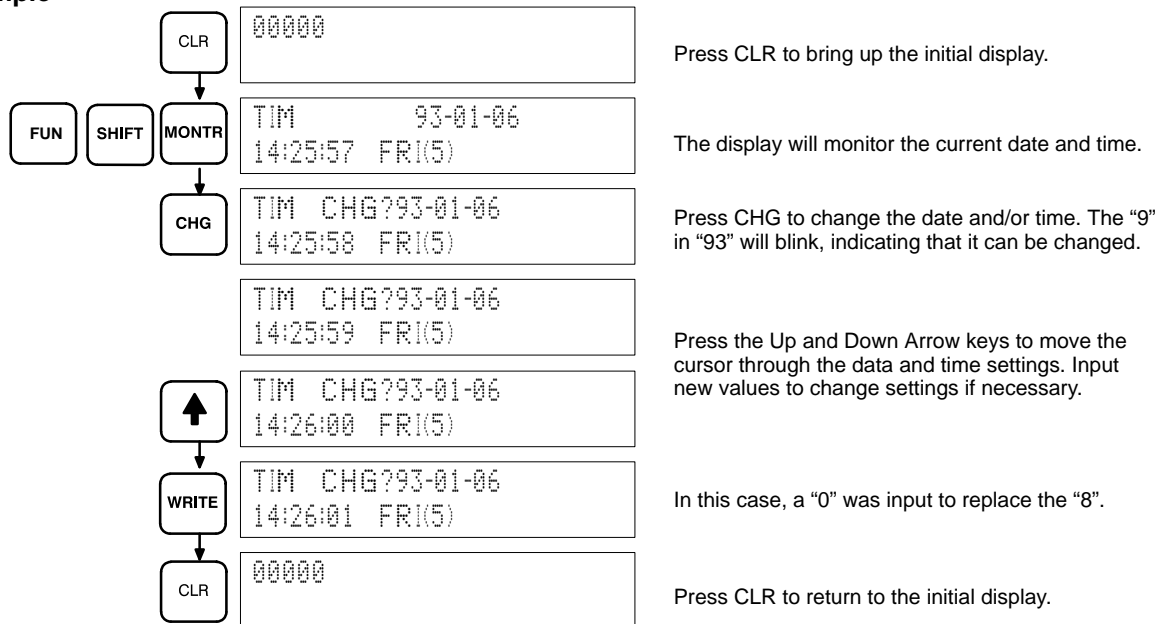 CLR
00000
Press CLR to bring up the initial display.
FUN SHIFT MONTR
TIM 93-01-06
14:25:57 FRI(5)
The display will monitor the current date and time.
CHG
TIM CHG?93-01-06
14:25:58 FRI(5)
Press CHG to change the date and/or time. The “9”
in “93” will blink, indicating that it can be changed.
TIM CHG?93-01-06
14:25:59 FRI(5)
Press the Up and Down Arrow keys to move the
cursor through the data and time settings. Input
new values to change settings if necessary.
TIM CHG?93-01-06
14:26:00 FRI(5)
WRITE
TIM CHG?93-01-06
14:26:01 FRI(5)
In this case, a “0” was input to replace the “8”.
CLR
00000
Press CLR to return to the initial display.